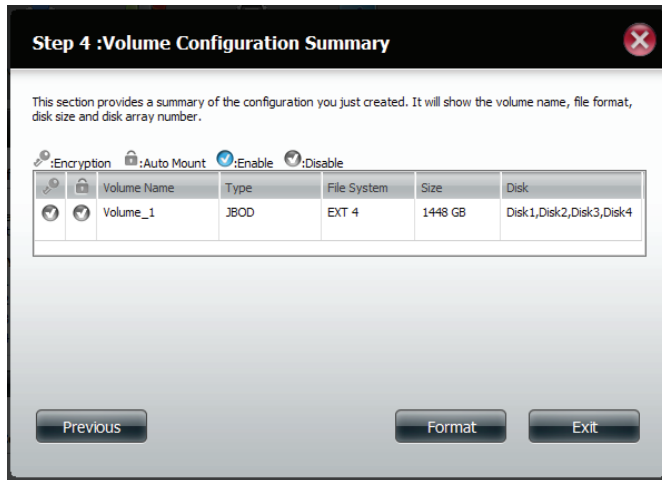 Step 4 :Volume Configuration Summary
This section provides a summary of the configuration you just created. It will show the volume name, file format,
disk size and disk array number.
:Encryption :Auto Mount :Enable :Disable
Volume Name Type File System Size Disk
Volume_1 JBOD EXT 4 1448 GB Disk1,Disk2,Disk3,Disk4
Previous Format Exit